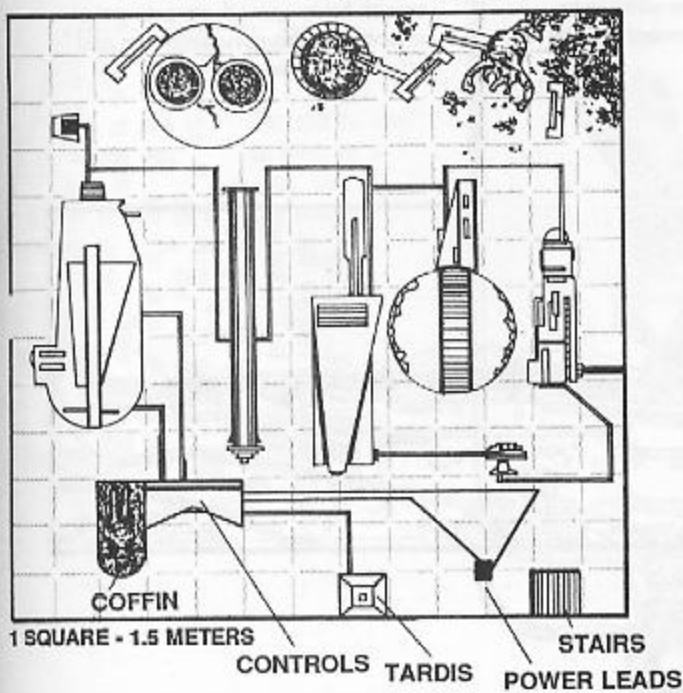 COFFIN
1 SQUARE - 1.5 METERS
CONTROLS
TARDIS
STAIRS
POWER LEADS